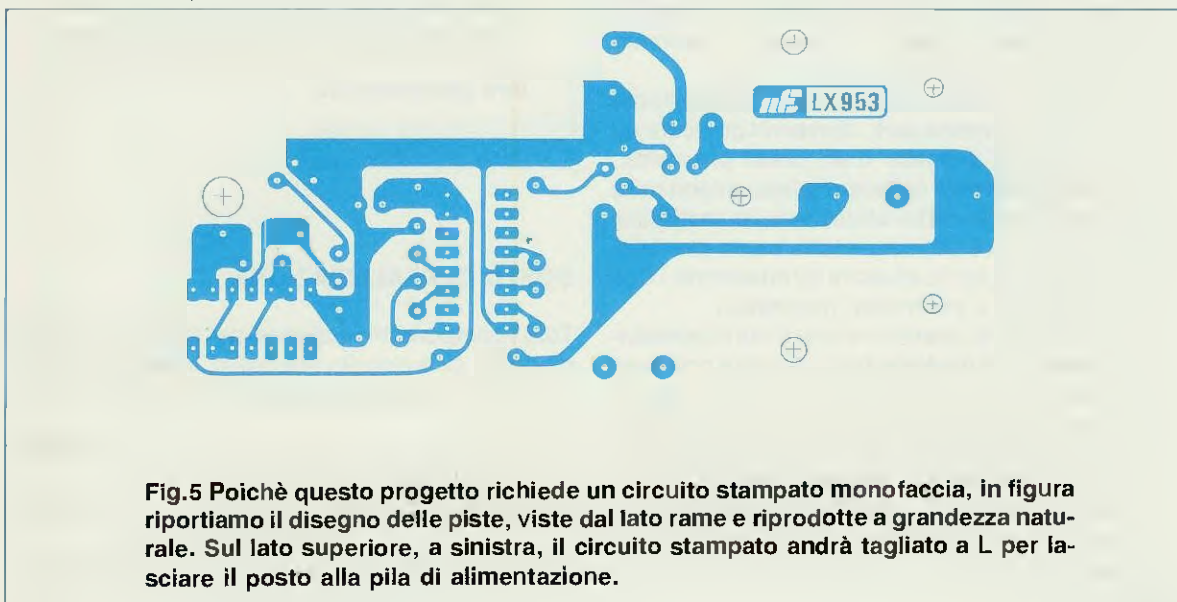 nE LX953
Fig.5 Poichè questo progetto richiede un circuito stampato monofaccia, in figura
riportiamo il disegno delle piste, viste dal lato rame e riprodotte a grandezza natu-
rale. Sul lato superiore, a sinistra, il circuito stampato andrà tagliato a L per la-
sciare il posto alla pila di alimentazione.